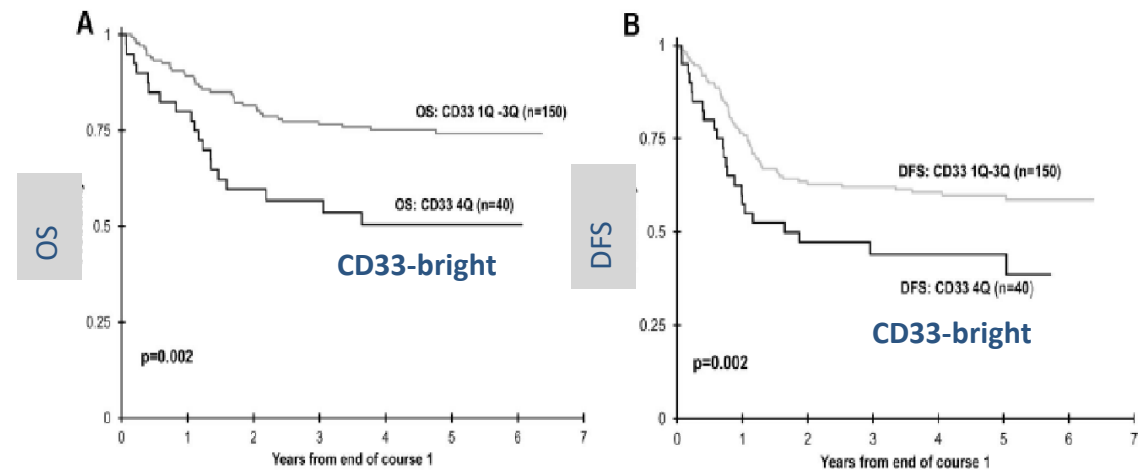 A
1
0.75
0.5
0.25
0
OS
OS: CD33 1Q -3Q (n=150)
OS: CD33 4Q (n=40)
CD33-bright
p=0.002
0 1 2 3 4 5 6 7
Years from end of course 1
B
1
0.75
0.5
0.25
0
DFS
DFS: CD33 1Q-3Q (n=150)
DFS: CD33 4Q (n=40)
CD33-bright
p=0.002
0 1 2 3 4 5 6 7
Years from end of course 1